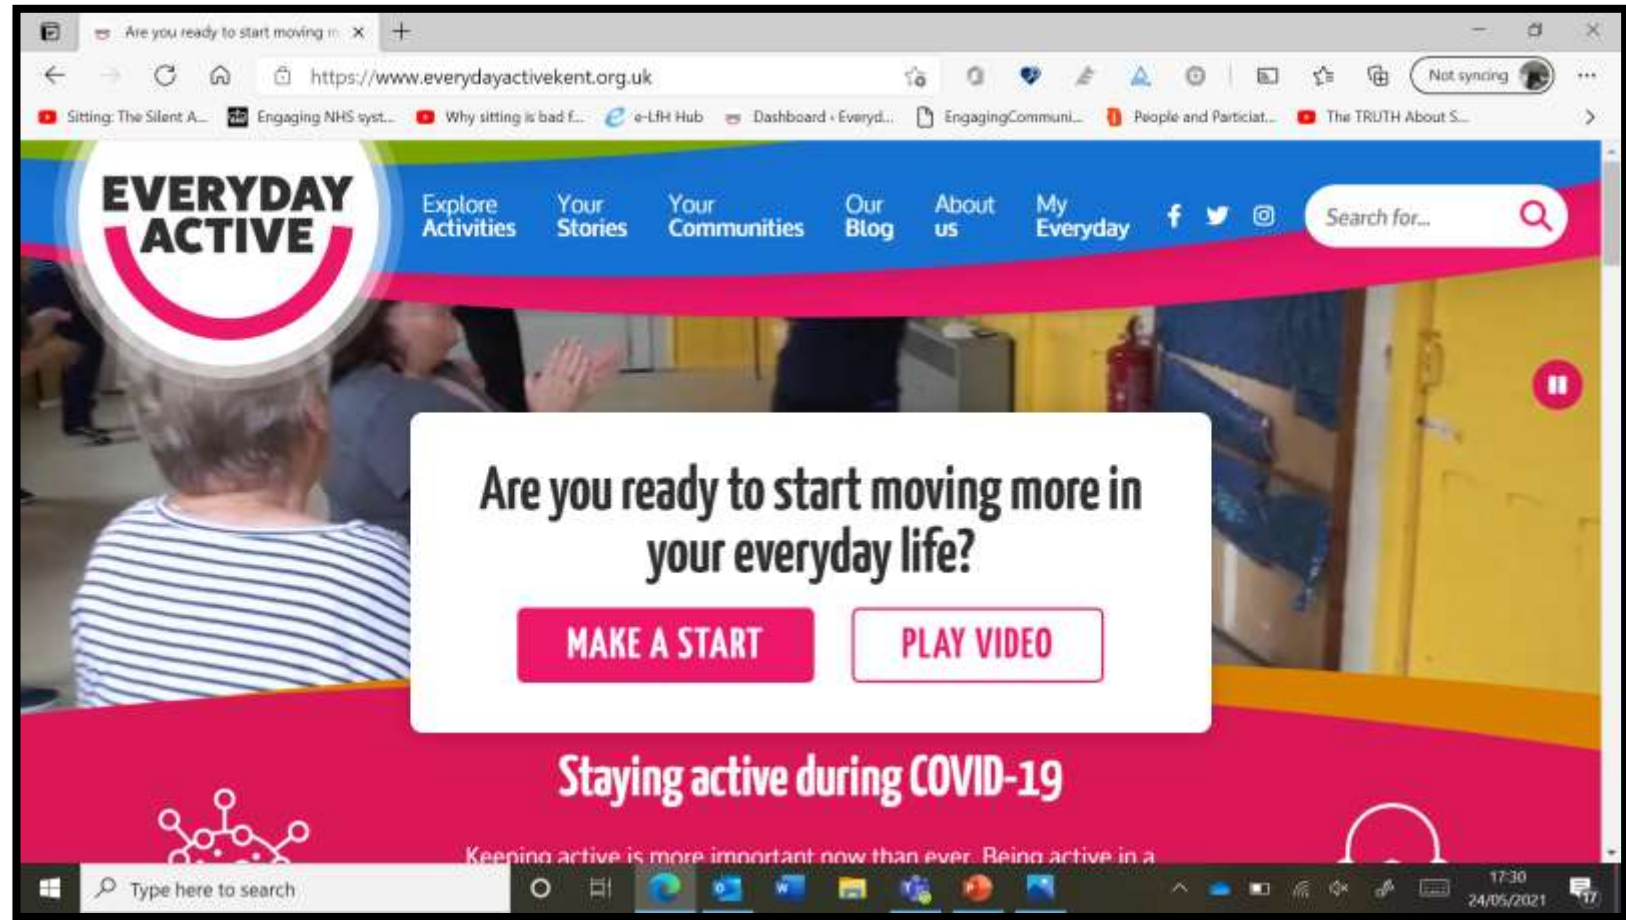 Are you ready to start moving m
https://www.everydayactivekent.org.uk
Not syncing
Sitting: The Silent A... Engaging NHS syst... Why sitting is bad f... e-LfH Hub Dashboard ‹ Everyd... EngagingCommuni... People and Particiat... The TRUTH About S...
EVERYDAY
ACTIVE
Explore
Activities
Your
Stories
Your
Communities
Our
Blog
About
us
My
Everyday
Search for...
Are you ready to start moving more in
your everyday life?
MAKE A START
PLAY VIDEO
Staying active during COVID-19
Keeping active is more important now than ever. Being active in a
Type here to search
17:30
24/05/2021
17